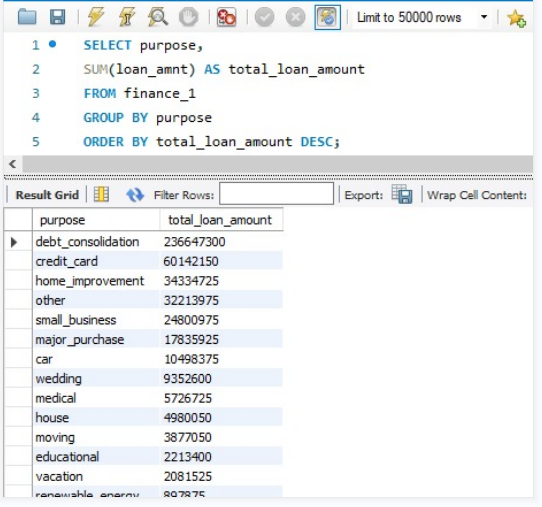 Limit to 50000 rows
1 SELECT purpose,
2 SUM(loan_amnt) AS total_loan_amount
3 FROM finance_1
4 GROUP BY purpose
5 ORDER BY total_loan_amount DESC;
Result Grid Filter Rows: Export: Wrap Cell Content:
purpose total_loan_amount
debt_consolidation 236647300
credit_card 60142150
home_improvement 34334725
other 32213975
small_business 24800975
major_purchase 17835925
car 10498375
wedding 9352600
medical 5726725
house 4980050
moving 3877050
educational 2213400
vacation 2081525
renewable_energy 897875